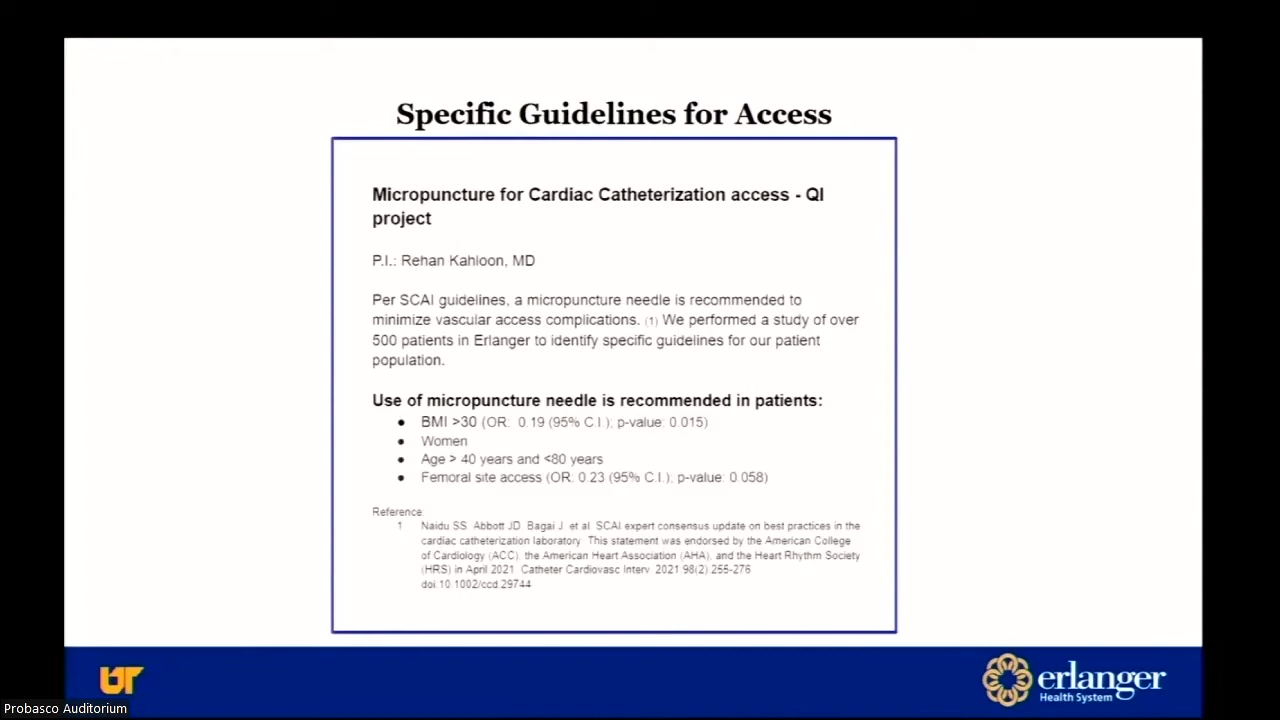 Specific Guidelines for Access
Micropuncture for Cardiac Catheterization access - QI
project
P.I.: Rehan Kahloon, MD
Per SCAI guidelines, a micropuncture needle is recommended to
minimize vascular access complications. (1) We performed a study of over
500 patients in Erlanger to identify specific guidelines for our patient
population.
Use of micropuncture needle is recommended in patients:
● BMI >30 (OR: 0.19 (95% C.I.); p-value: 0.015)
● Women
● Age > 40 years and <80 years
● Femoral site access (OR: 0.23 (95% C.I.); p-value: 0.058)
Reference:
1 Naidu SS, Abbott JD, Bagai J, et al. SCAI expert consensus update on best practices in the
cardiac catheterization laboratory: This statement was endorsed by the American College
of Cardiology (ACC), the American Heart Association (AHA), and the Heart Rhythm Society
(HRS) in April 2021. Catheter Cardiovasc Interv. 2021;98(2):255-276.
doi:10.1002/ccd.29744
UT
erlanger
Health System
Probasco Auditorium